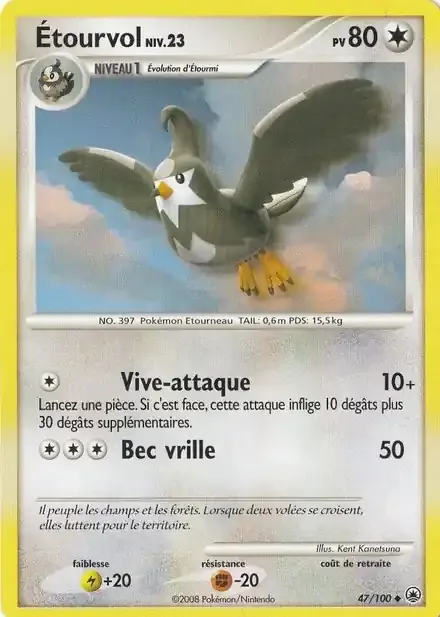 Étourvol NIV.23 PV 80
NIVEAU 1 Évolution d'Étourmi
NO. 397 Pokémon Etourneau TAIL: 0,6m PDS: 15,5kg
Vive-attaque 10+
Lancez une pièce. Si c'est face, cette attaque inflige 10 dégâts plus
30 dégâts supplémentaires.
Bec vrille 50
Il peuple les champs et les forêts. Lorsque deux volées se croisent,
elles luttent pour le territoire.
Illus. Kent Kanetsuna
faiblesse résistance coût de retraite
+20 -20
©2008 Pokémon/Nintendo 47/100